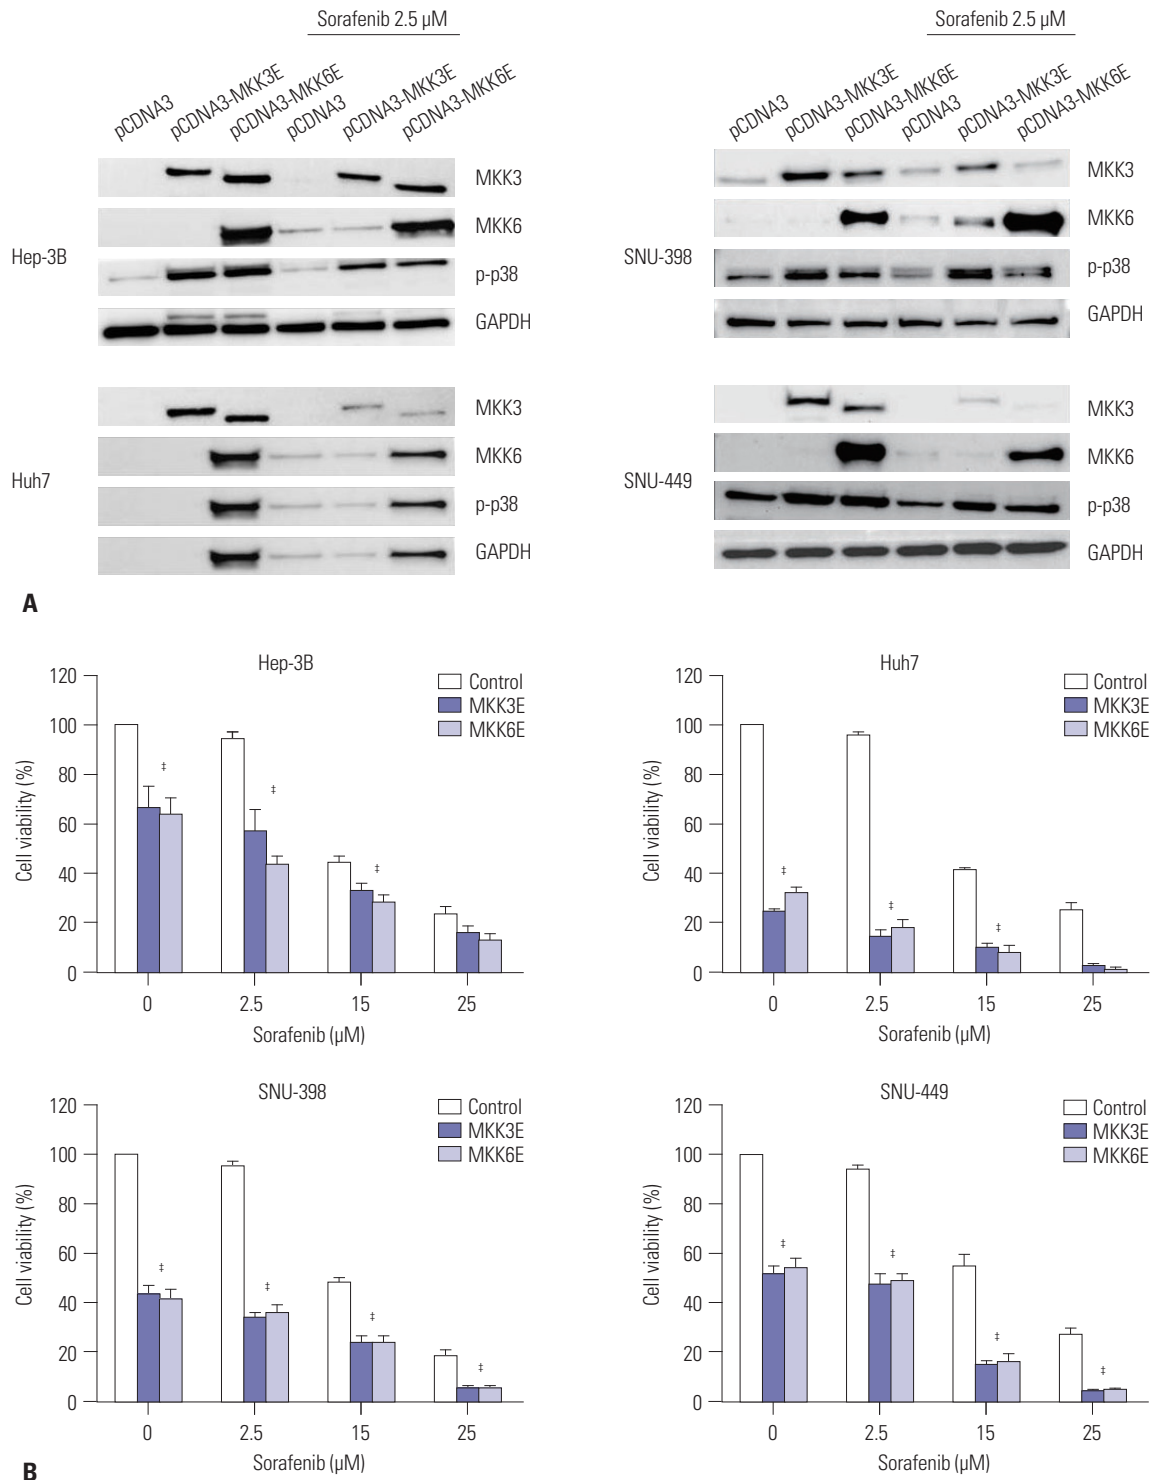 Sorafenib 2.5 µM
pCDNA3
pCDNA3-MKK3E
pCDNA3-MKK6E
pCDNA3
pCDNA3-MKK3E
pCDNA3-MKK6E
Hep-3B
MKK3
MKK6
p-p38
GAPDH
Huh7
MKK3
MKK6
p-p38
GAPDH
Sorafenib 2.5 µM
pCDNA3
pCDNA3-MKK3E
pCDNA3-MKK6E
pCDNA3
pCDNA3-MKK3E
pCDNA3-MKK6E
SNU-398
MKK3
MKK6
p-p38
GAPDH
SNU-449
MKK3
MKK6
p-p38
GAPDH
A
Hep-3B
Control
MKK3E
MKK6E
Cell viability (%)
120
100
80
60
40
20
0
‡
‡
‡
0 2.5 15 25
Sorafenib (µM)
Huh7
Control
MKK3E
MKK6E
Cell viability (%)
120
100
80
60
40
20
0
‡
‡
‡
0 2.5 15 25
Sorafenib (µM)
SNU-398
Control
MKK3E
MKK6E
Cell viability (%)
120
100
80
60
40
20
0
‡
‡
‡
‡
0 2.5 15 25
Sorafenib (µM)
SNU-449
Control
MKK3E
MKK6E
Cell viability (%)
120
100
80
60
40
20
0
‡
‡
‡
‡
0 2.5 15 25
Sorafenib (µM)
B